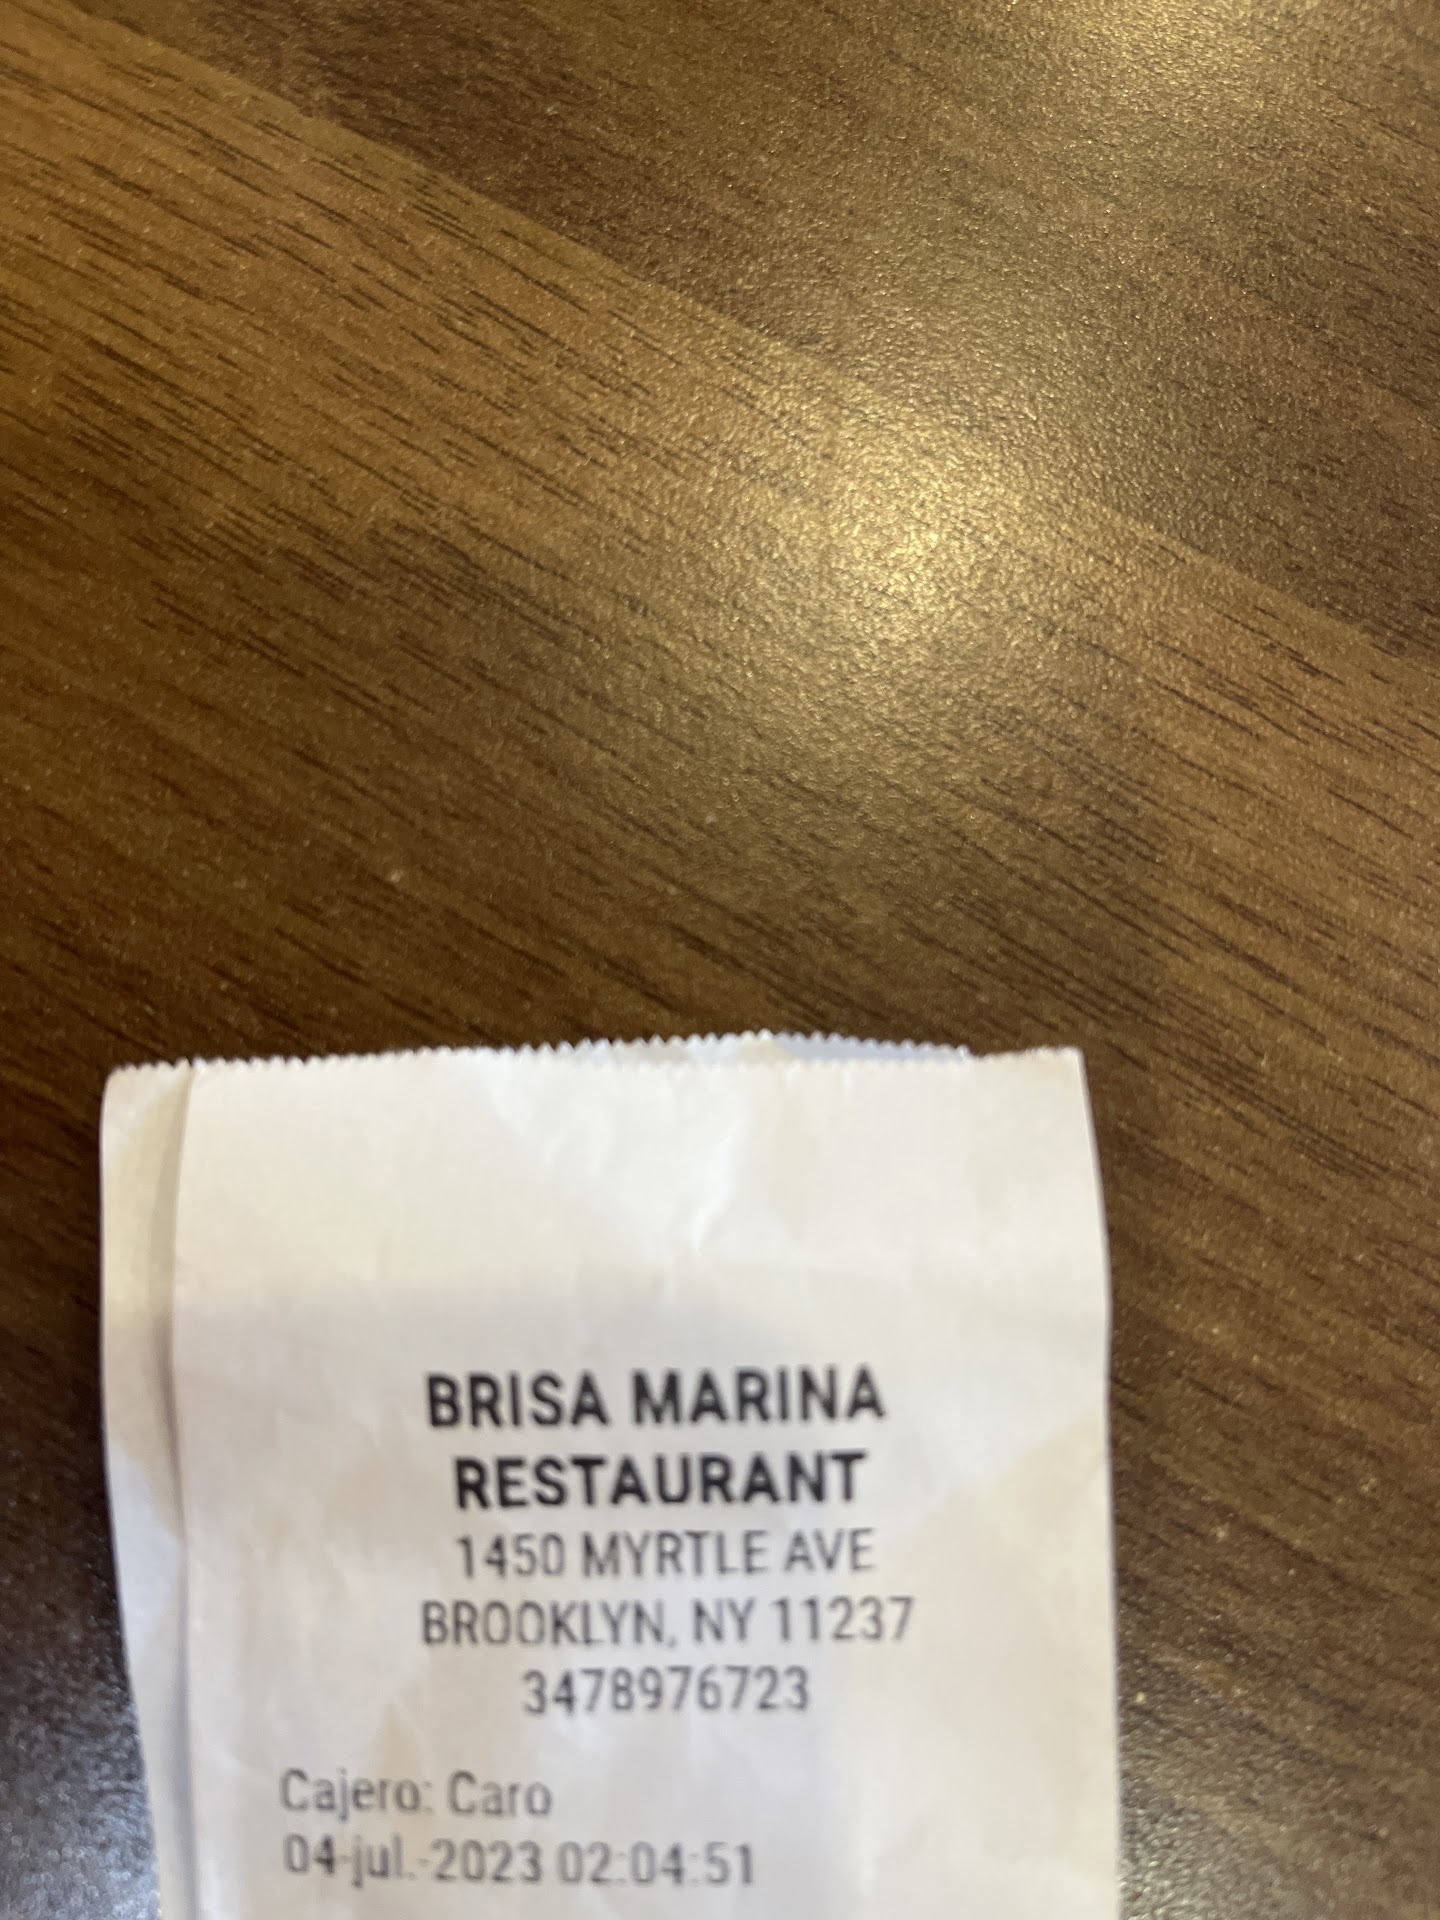 BRISA MARINA
RESTAURANT
1450 MYRTLE AVE
BROOKLYN, NY 11237
3478976723
Cajero: Caro
04-jul.-2023 02:04:51